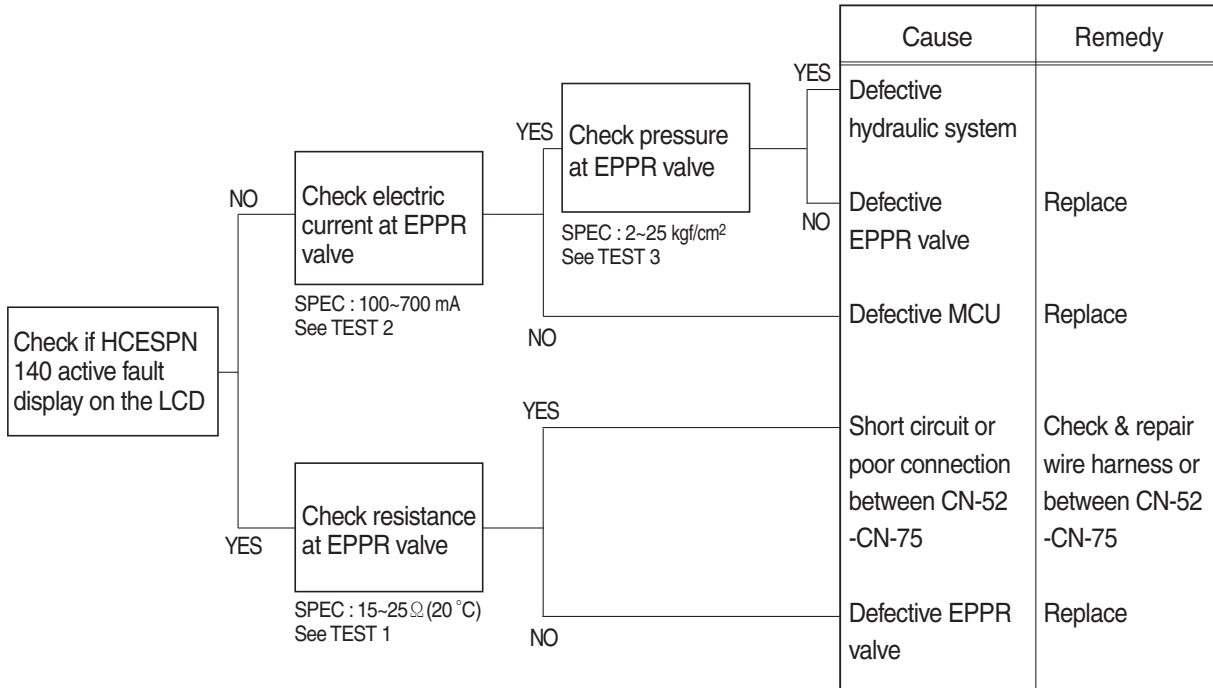 Cause
Remedy
YES
Defective
hydraulic system
YES
Check pressure
at EPPR valve
NO
Check electric
current at EPPR
valve
NO
Defective
EPPR valve
Replace
SPEC : 2~25 kgf/cm²
See TEST 3
SPEC : 100~700 mA
See TEST 2
Defective MCU
Replace
NO
Check if HCESPN
140 active fault
display on the LCD
YES
Short circuit or
poor connection
between CN-52
-CN-75
Check & repair
wire harness or
between CN-52
-CN-75
Check resistance
at EPPR valve
YES
SPEC : 15~25Ω(20 °C)
See TEST 1
NO
Defective EPPR
valve
Replace